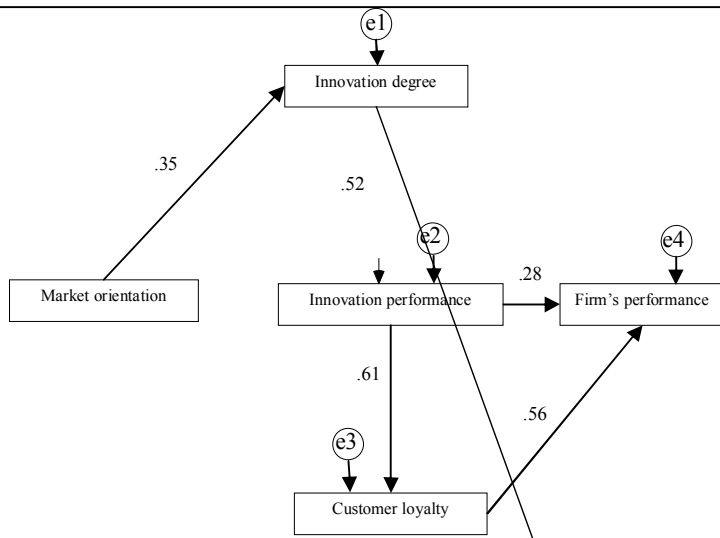 e1
Innovation degree
.35
.52
e2
e4
Market orientation
Innovation performance
.28
Firm's performance
.61
.56
e3
Customer loyalty